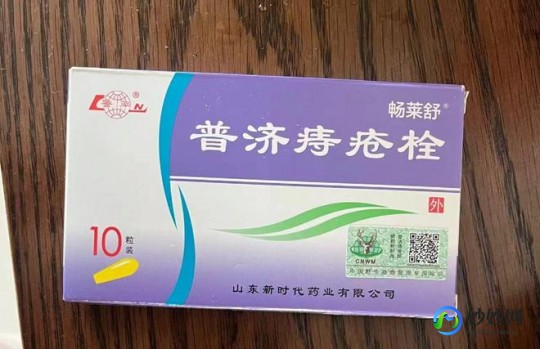 畅莱舒®
普济痔疮栓
外
10粒装
CNWM
山东新时代药业有限公司